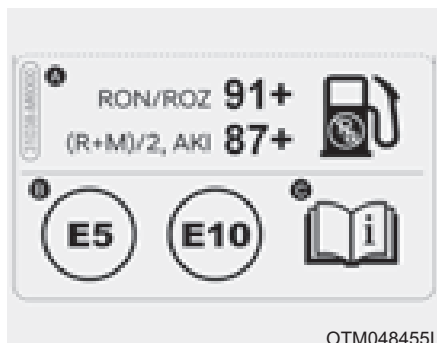 A
RON/ROZ 91+
(R+M)/2, AKI 87+
B
E5 E10
C
i
OTM048455L